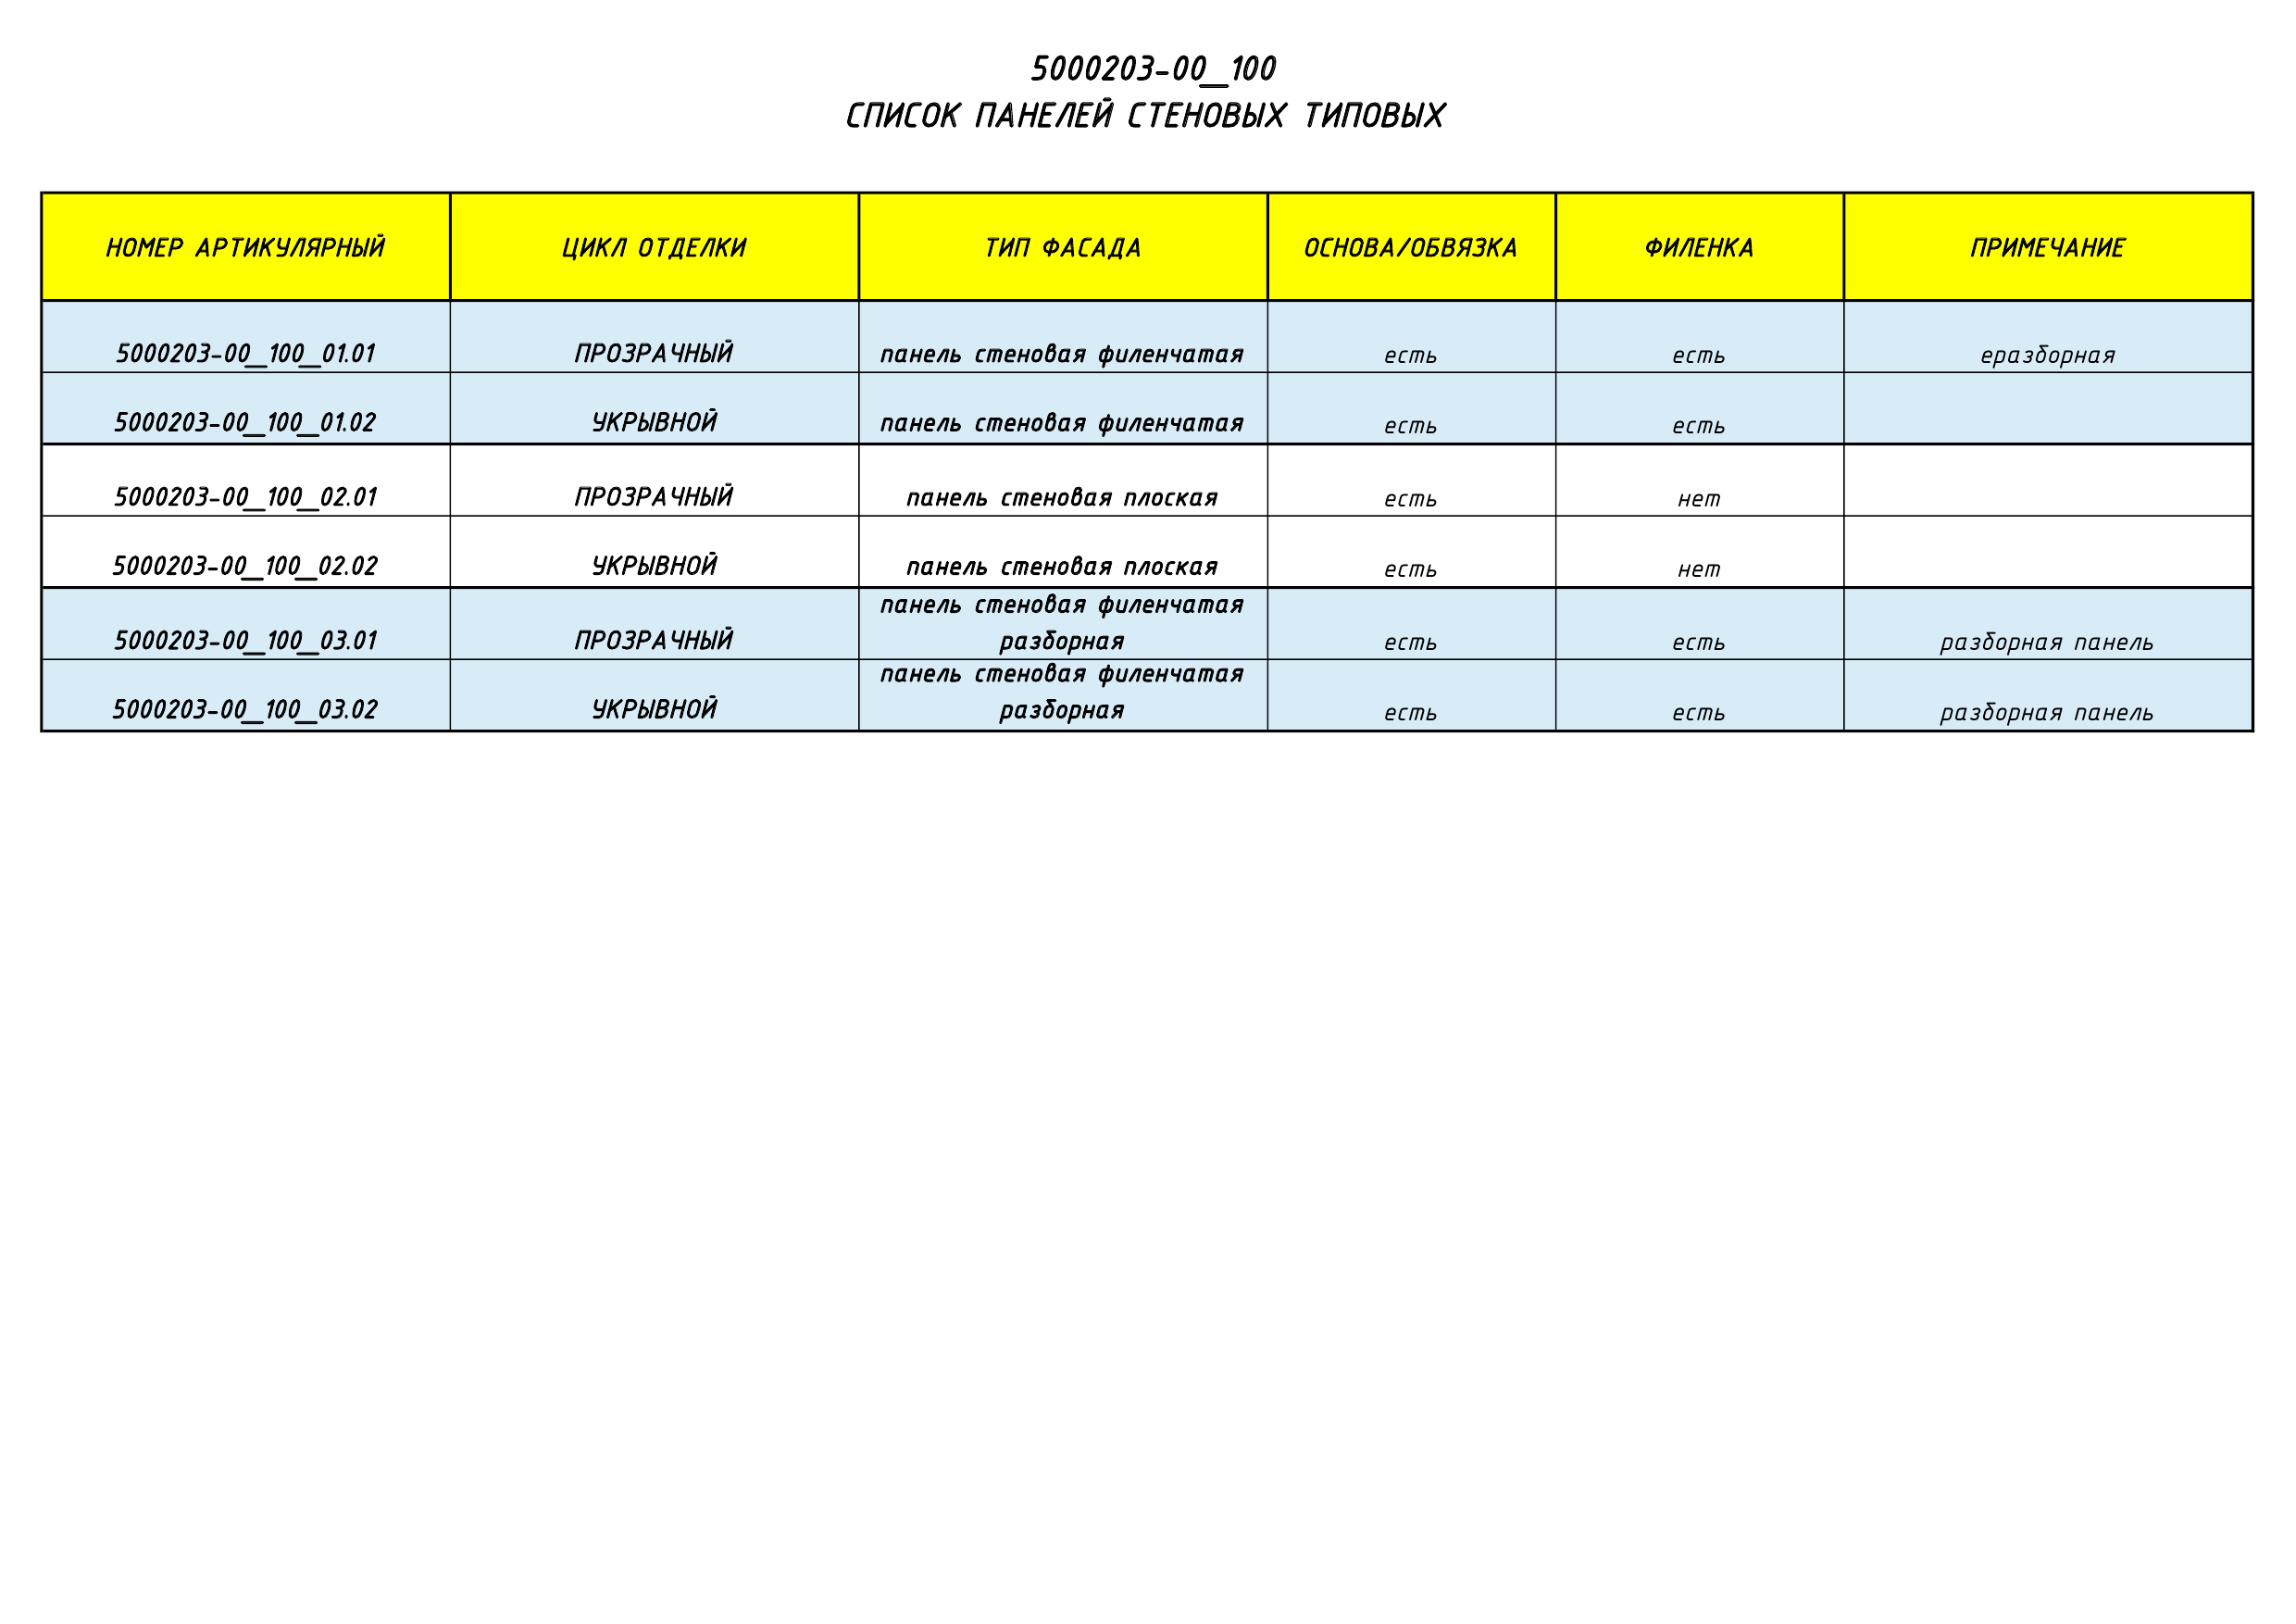 5000203-00_100
СПИСОК ПАНЕЛЕЙ СТЕНОВЫХ ТИПОВЫХ
НОМЕР АРТИКУЛЯРНЫЙ ЦИКЛ ОТДЕЛКИ ТИП ФАСАДА ОСНОВА/ОБВЯЗКА ФИЛЕНКА ПРИМЕЧАНИЕ
5000203-00_100_01.01 ПРОЗРАЧНЫЙ панель стеновая филенчатая есть есть еразборная
5000203-00_100_01.02 УКРЫВНОЙ панель стеновая филенчатая есть есть
5000203-00_100_02.01 ПРОЗРАЧНЫЙ панель стеновая плоская есть нет
5000203-00_100_02.02 УКРЫВНОЙ панель стеновая плоская есть нет
панель стеновая филенчатая
5000203-00_100_03.01 ПРОЗРАЧНЫЙ разборная есть есть разборная панель
панель стеновая филенчатая
5000203-00_100_03.02 УКРЫВНОЙ разборная есть есть разборная панель